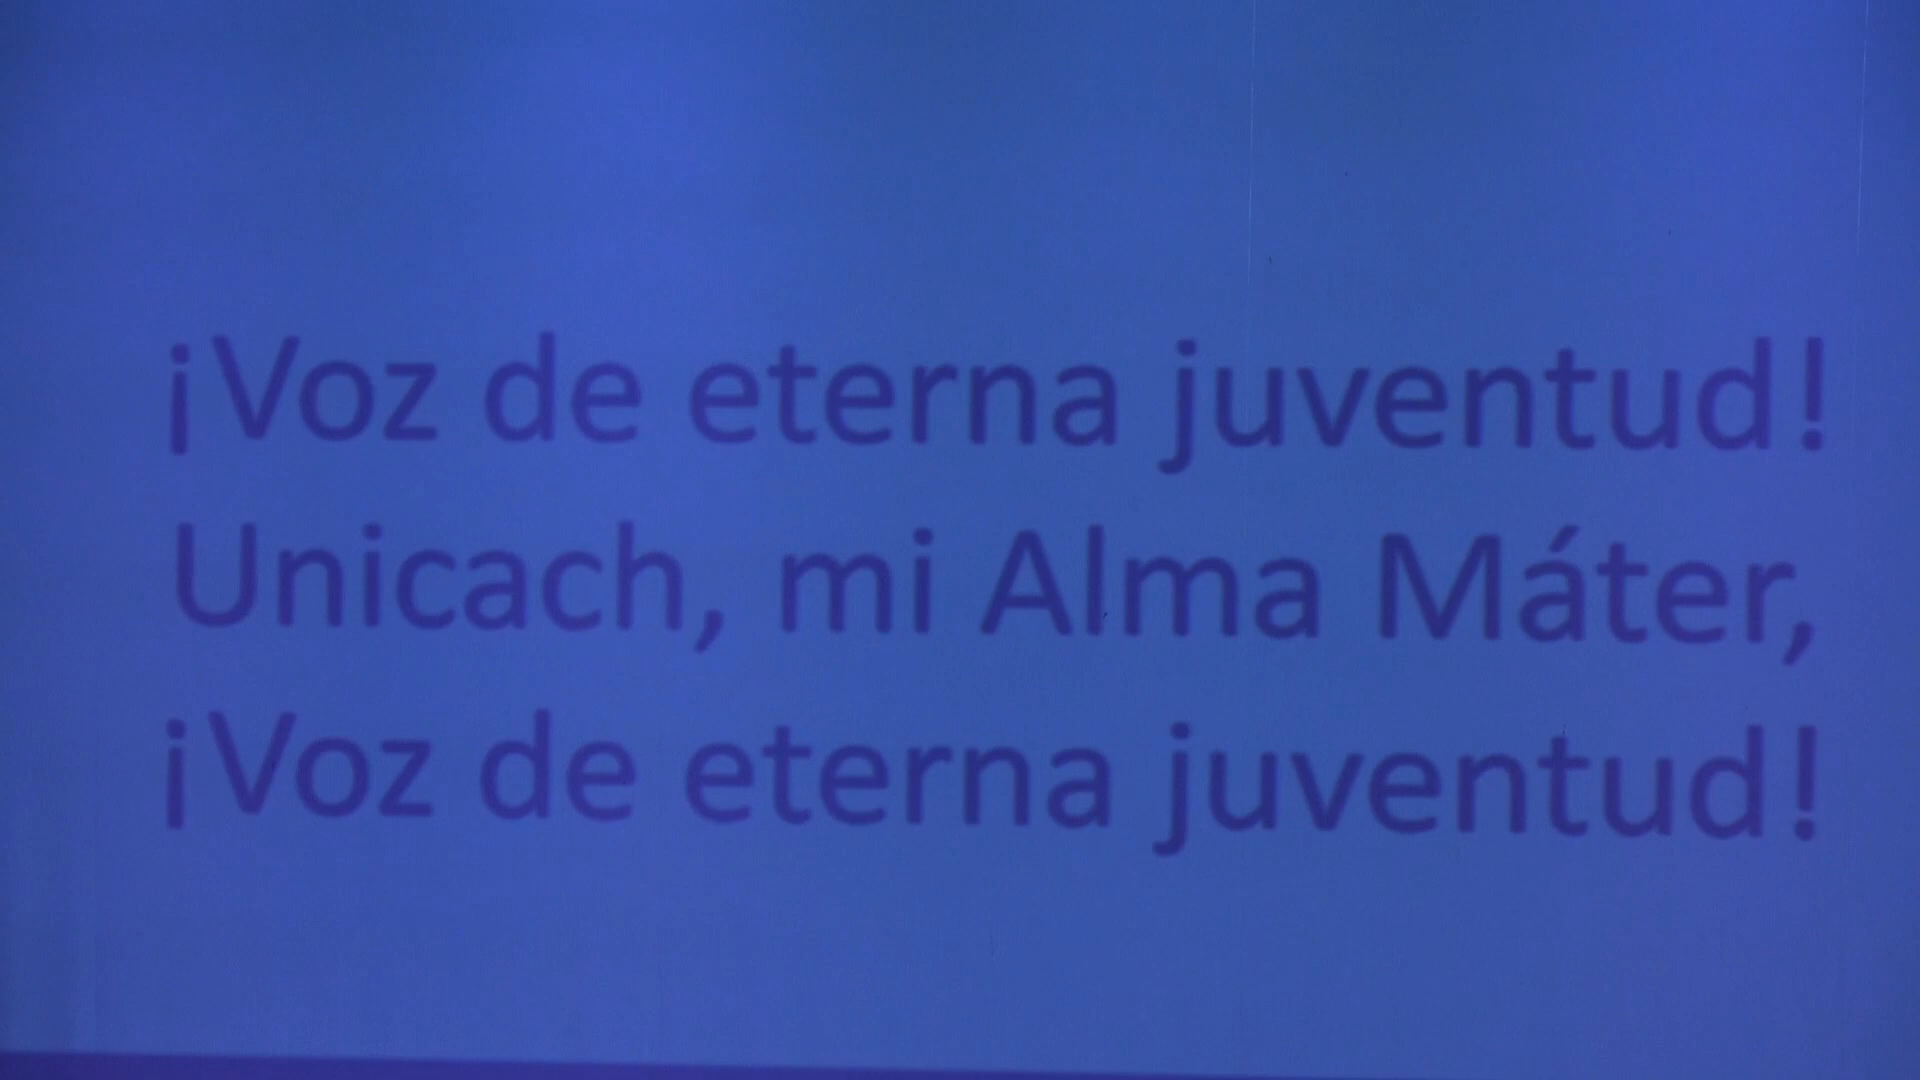 ¡Voz de eterna juventud!
Unicach, mi Alma Máter,
¡Voz de eterna juventud!